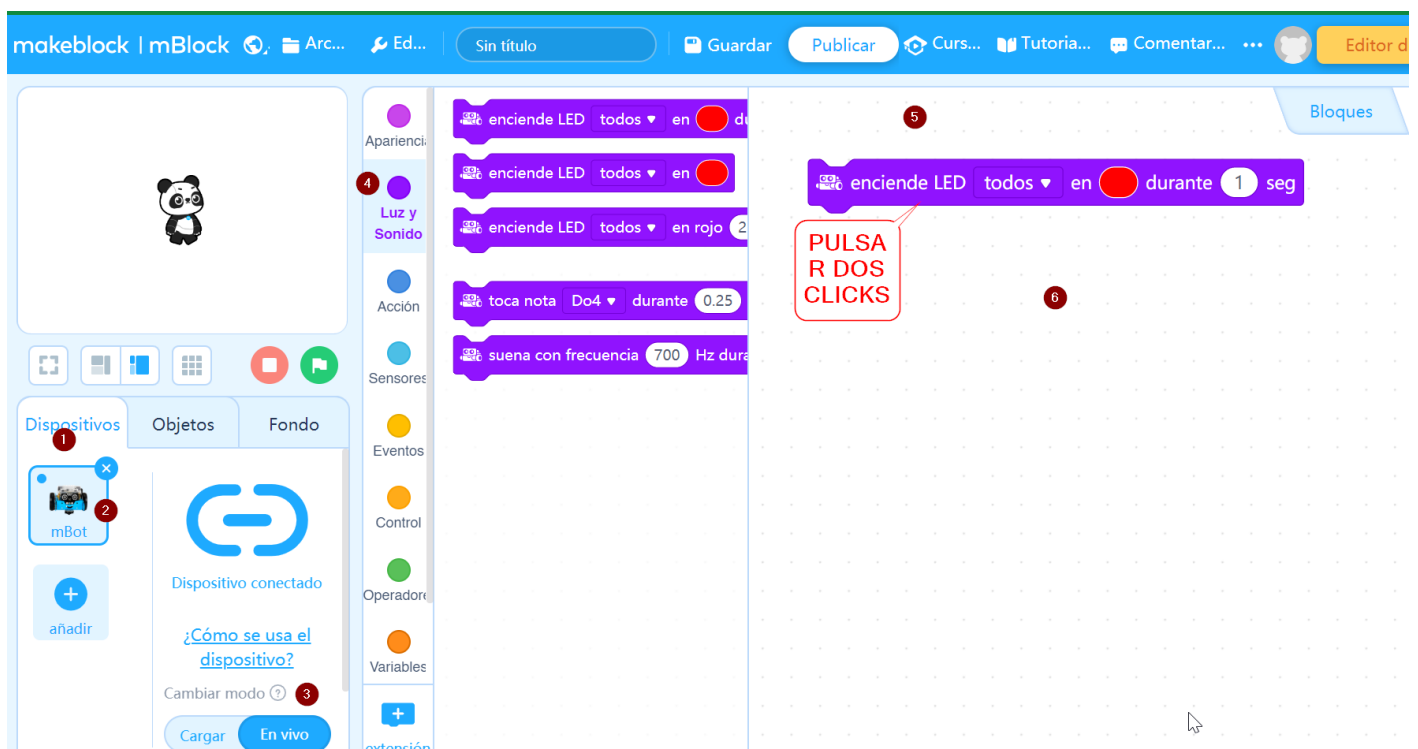 makeblock | mBlock
Arc...
Ed...
Sin título
Guardar
Publicar
Curs...
Tutoria...
Comentar...
Editor d
Apariencia
4
Luz y
Sonido
Acción
Sensores
Eventos
Control
Operadore
Variables
extensión
enciende LED todos ▾ en du
enciende LED todos ▾ en
enciende LED todos ▾ en rojo 2
toca nota Do4 ▾ durante 0.25
suena con frecuencia 700 Hz dura
5
Bloques
enciende LED todos ▾ en durante 1 seg
PULSA
R DOS
CLICKS
6
Dispositivos
Objetos
Fondo
1
2
mBot
añadir
Dispositivo conectado
¿Cómo se usa el
dispositivo?
Cambiar modo ?
3
Cargar
En vivo